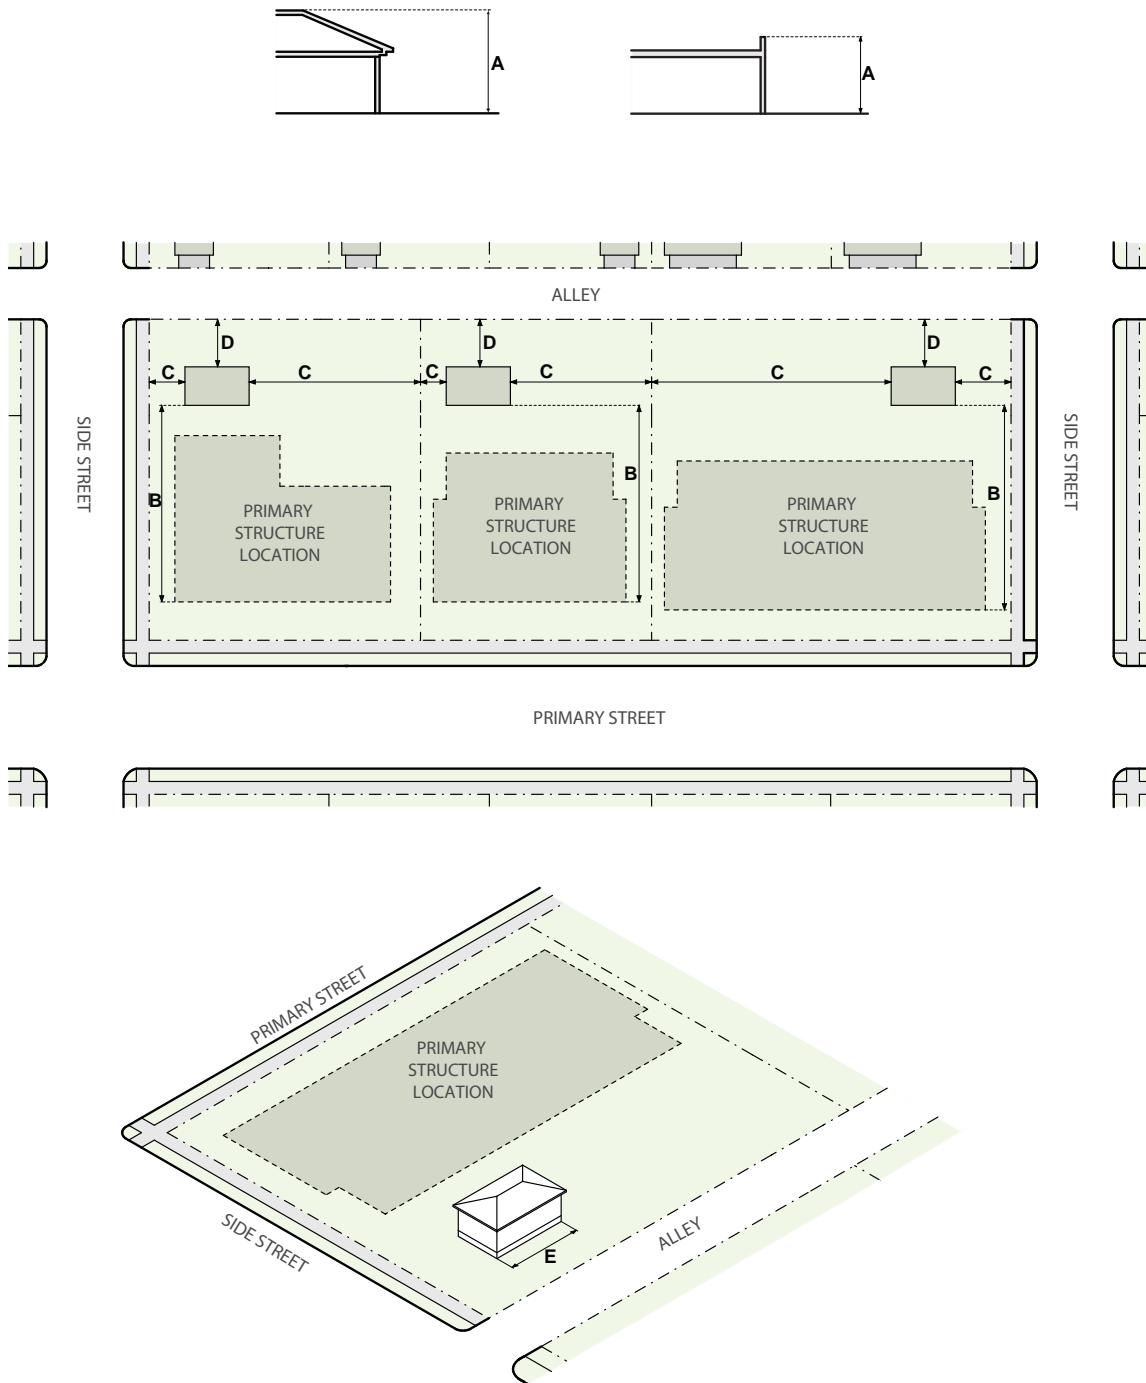 A
A
ALLEY
D
D
D
C
C
C
C
C
C
SIDE STREET
SIDE STREET
B
B
B
PRIMARY
STRUCTURE
LOCATION
PRIMARY
STRUCTURE
LOCATION
PRIMARY
STRUCTURE
LOCATION
PRIMARY STREET
PRIMARY STREET
PRIMARY
STRUCTURE
LOCATION
SIDE STREET
ALLEY
E